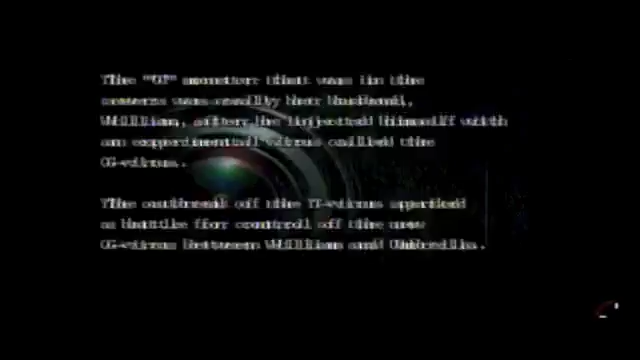 The "G" monster that was in the
sewers was really her husband,
William, after he injected himself with
an experimental virus called the
G-virus.
The outbreak of the T-virus sparked
a battle for control of the new
G-virus between William and Umbrella.